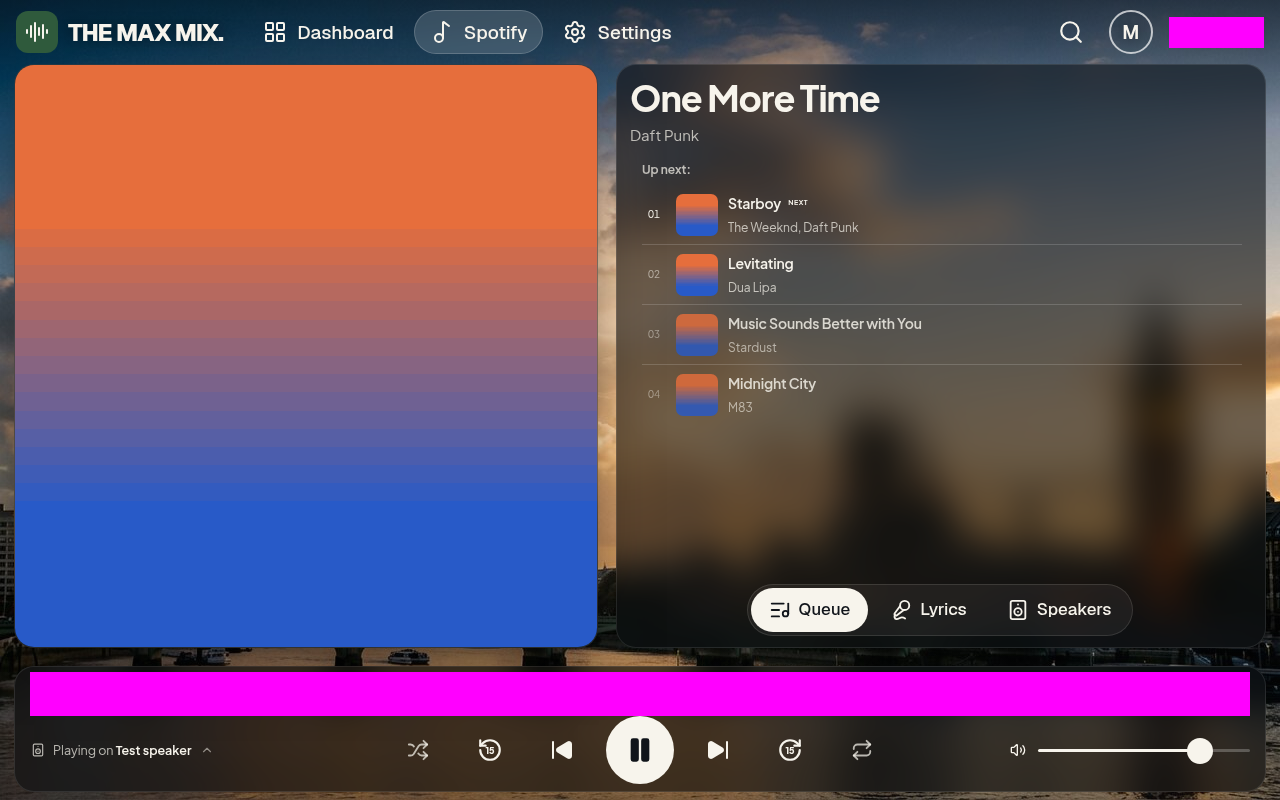 THE MAX MIX.
Dashboard
Spotify
Settings
M
One More Time
Daft Punk
Up next:
01
Starboy NEXT
The Weeknd, Daft Punk
02
Levitating
Dua Lipa
03
Music Sounds Better with You
Stardust
04
Midnight City
M83
Queue
Lyrics
Speakers
Playing on Test speaker
15
15